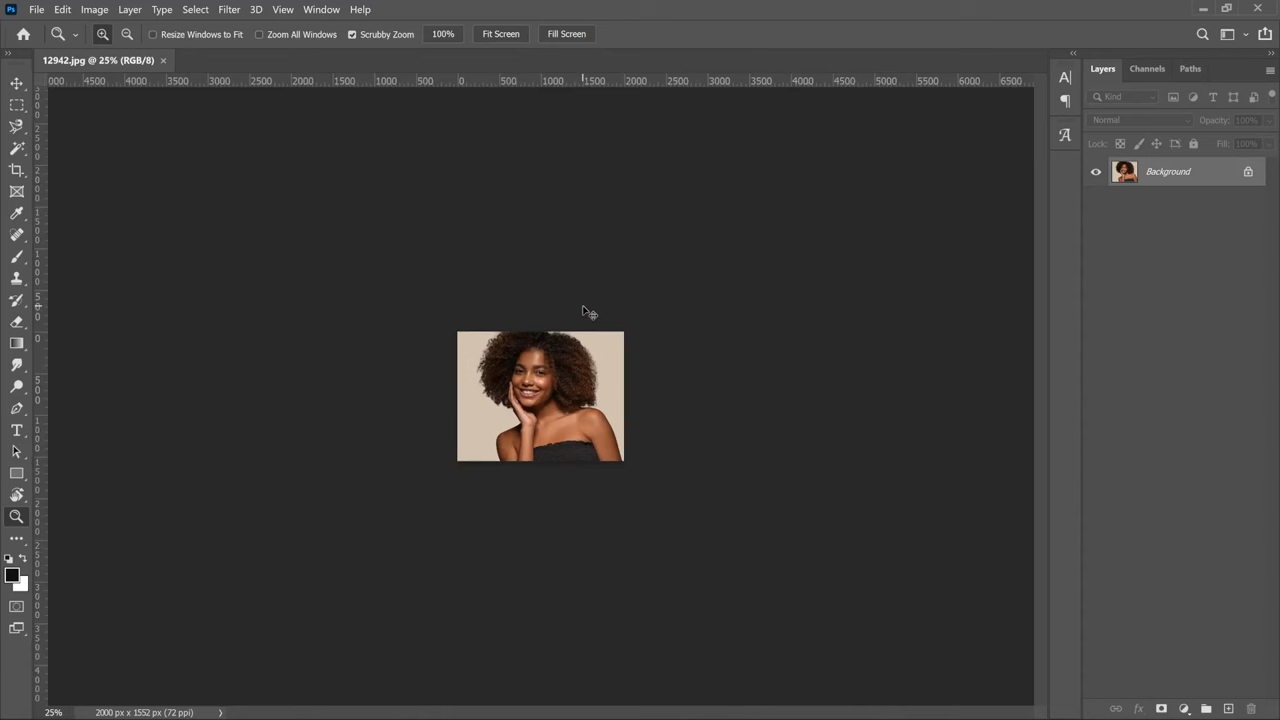 Ps File Edit Image Layer Type Select Filter 3D View Window Help
Resize Windows to Fit Zoom All Windows Scrubby Zoom 100% Fit Screen Fill Screen
12942.jpg @ 25% (RGB/8) ×
000 4500 4000 3500 3000 2500 2000 1500 1000 500 0 500 1000 1500 2000 2500 3000 3500 4000 4500 5000 5500 6000 6500
Layers Channels Paths
Kind
Normal Opacity: 100%
Lock: Fill: 100%
Background
25% 2000 px x 1552 px (72 ppi)